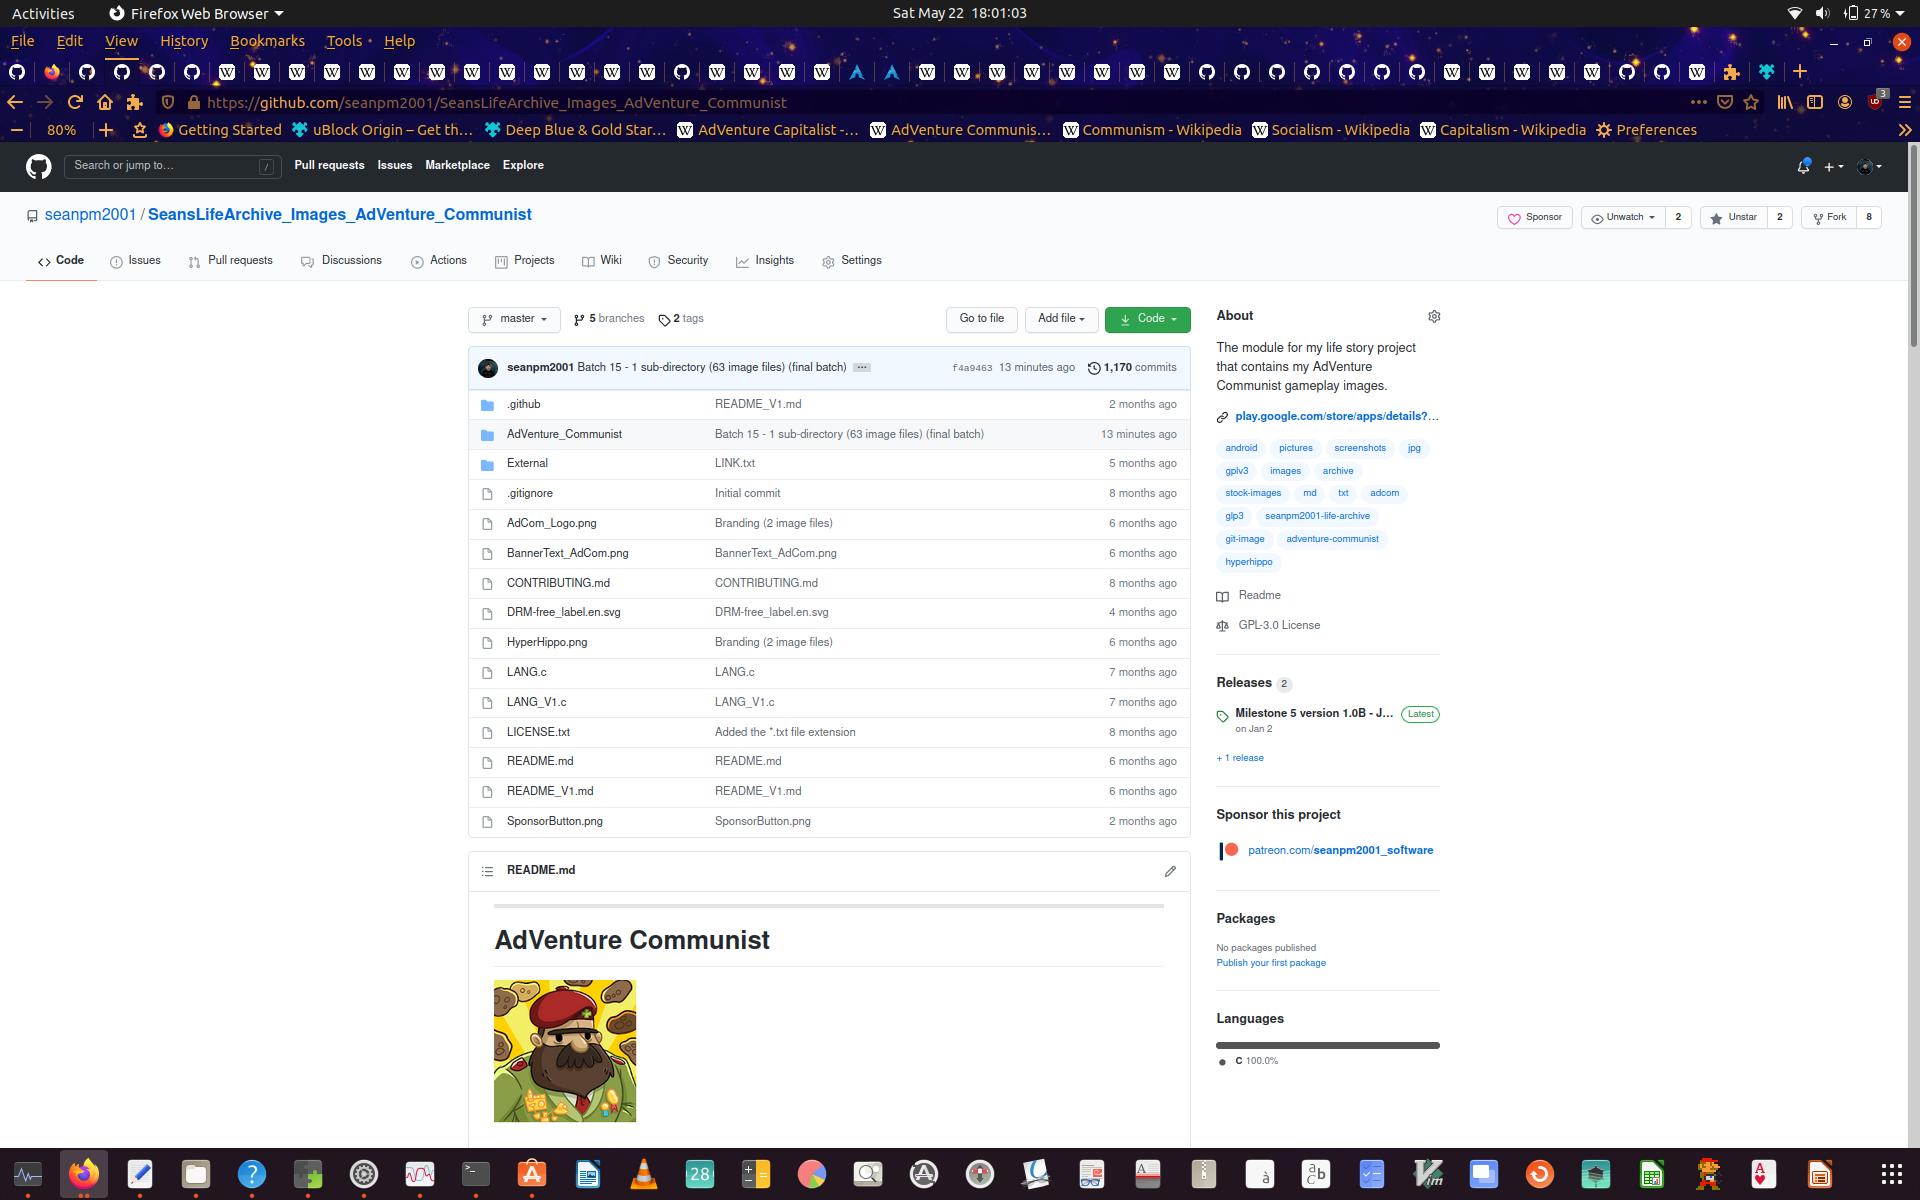 Activities Firefox Web Browser Sat May 22 18:01:03 27 %
File Edit View History Bookmarks Tools Help
https://github.com/seanpm2001/SeansLifeArchive_Images_AdVenture_Communist 3
80% Getting Started uBlock Origin – Get th… Deep Blue & Gold Star… AdVenture Capitalist -… AdVenture Communis… Communism - Wikipedia Socialism - Wikipedia Capitalism - Wikipedia Preferences
Search or jump to… / Pull requests Issues Marketplace Explore
seanpm2001 / SeansLifeArchive_Images_AdVenture_Communist Sponsor Unwatch 2 Unstar 2 Fork 8
Code Issues Pull requests Discussions Actions Projects Wiki Security Insights Settings
master 5 branches 2 tags Go to file Add file Code
seanpm2001 Batch 15 - 1 sub-directory (63 image files) (final batch) … f4a9463 13 minutes ago 1,170 commits
.github README_V1.md 2 months ago
AdVenture_Communist Batch 15 - 1 sub-directory (63 image files) (final batch) 13 minutes ago
External LINK.txt 5 months ago
.gitignore Initial commit 8 months ago
AdCom_Logo.png Branding (2 image files) 6 months ago
BannerText_AdCom.png BannerText_AdCom.png 6 months ago
CONTRIBUTING.md CONTRIBUTING.md 8 months ago
DRM-free_label.en.svg DRM-free_label.en.svg 4 months ago
HyperHippo.png Branding (2 image files) 6 months ago
LANG.c LANG.c 7 months ago
LANG_V1.c LANG_V1.c 7 months ago
LICENSE.txt Added the *.txt file extension 8 months ago
README.md README.md 6 months ago
README_V1.md README_V1.md 6 months ago
SponsorButton.png SponsorButton.png 2 months ago
README.md
AdVenture Communist
About
The module for my life story project
that contains my AdVenture
Communist gameplay images.
play.google.com/store/apps/details?…
android pictures screenshots jpg
gplv3 images archive
stock-images md txt adcom
glp3 seanpm2001-life-archive
git-image adventure-communist
hyperhippo
Readme
GPL-3.0 License
Releases 2
Milestone 5 version 1.0B - J… Latest
on Jan 2
+ 1 release
Sponsor this project
patreon.com/seanpm2001_software
Packages
No packages published
Publish your first package
Languages
C 100.0%
28